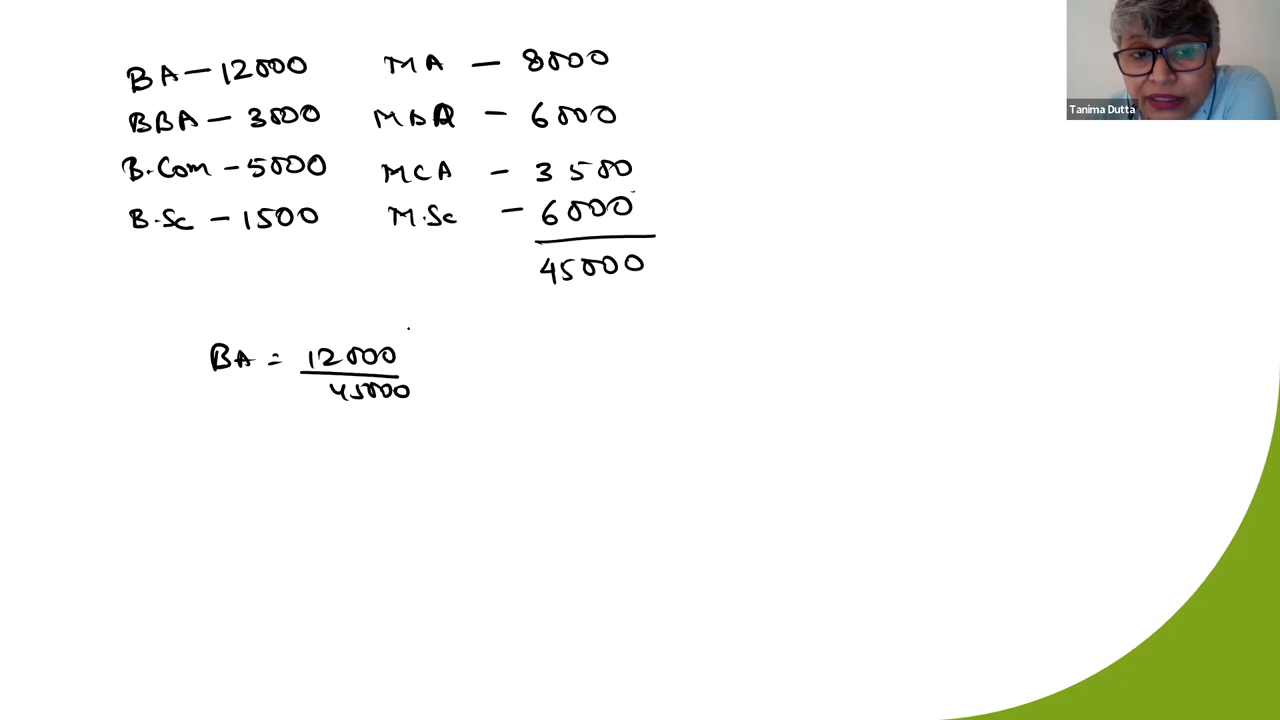 BA - 12000 MA - 8000
BBA - 3000 MBA - 6000
B.Com - 5000 MCA - 3500
B.Sc - 1500 M.Sc - 6000
45000
BA = 12000
45000
Tanima Dutta